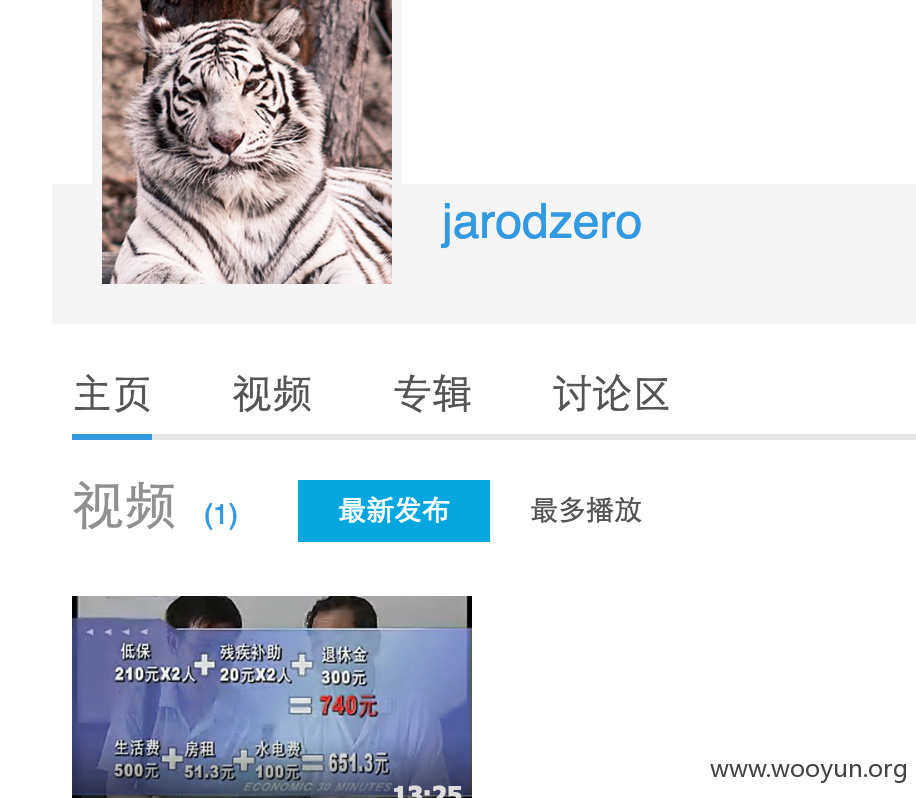 jarodzero
主页 视频 专辑 讨论区
视频 (1) 最新发布 最多播放
低保 残疾补助 退休金
210元X2人+20元X2人+300元
=740元
生活费 房租 水电费
500元+51.3元+100元=651.3元
ECONOMIC 30 MINUTES
13:25
www.wooyun.org